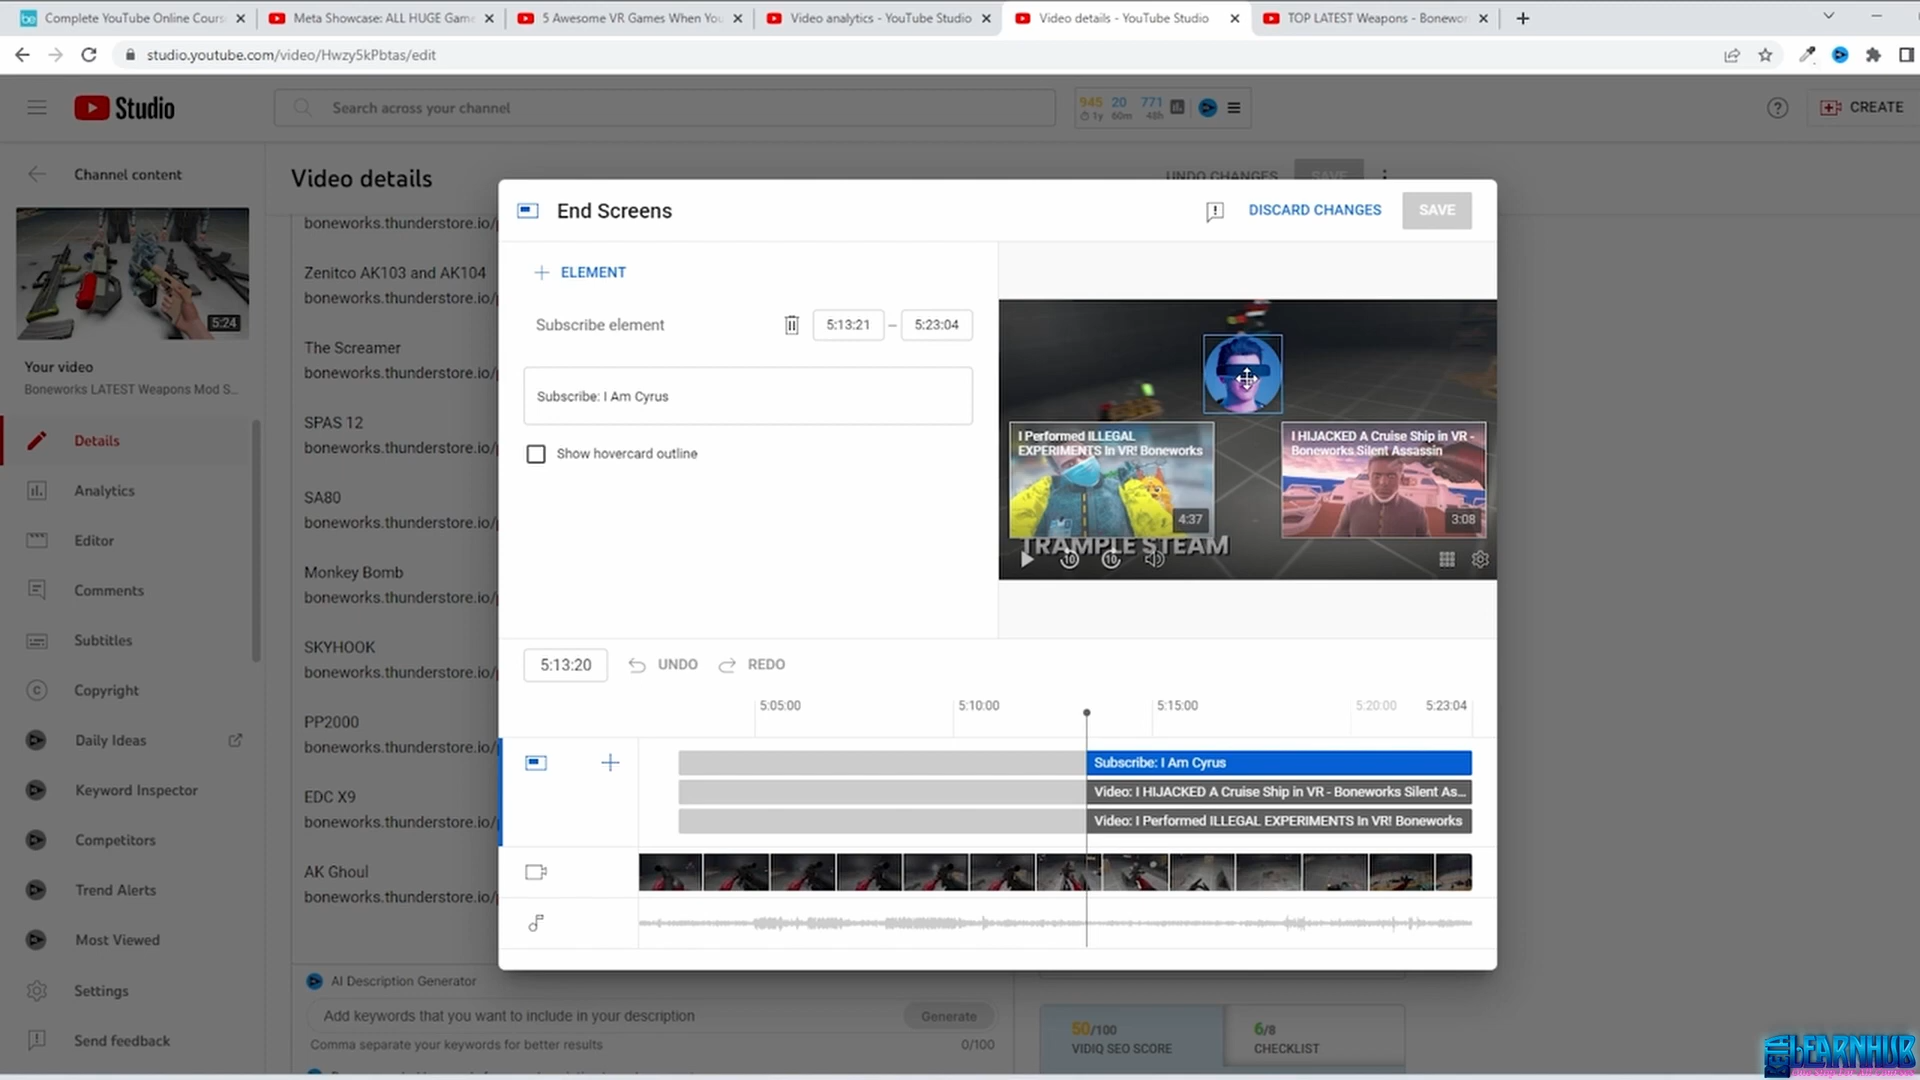 Complete YouTube Online Cours
Meta Showcase: ALL HUGE Game
5 Awesome VR Games When You
Video analytics - YouTube Studio
Video details - YouTube Studio
TOP LATEST Weapons - Bonewor
studio.youtube.com/video/Hwzy5kPbtas/edit
Studio
Search across your channel
945 20 771
1y 60m 48h
CREATE
Channel content
Video details
UNDO CHANGES
SAVE
5:24
Your video
Boneworks LATEST Weapons Mod S...
Details
Analytics
Editor
Comments
Subtitles
Copyright
Daily Ideas
Keyword Inspector
Competitors
Trend Alerts
Most Viewed
Settings
Send feedback
boneworks.thunderstore.io/
Zenitco AK103 and AK104
boneworks.thunderstore.io/
The Screamer
boneworks.thunderstore.io/
SPAS 12
boneworks.thunderstore.io/
SA80
boneworks.thunderstore.io/
Monkey Bomb
boneworks.thunderstore.io/
SKYHOOK
boneworks.thunderstore.io/
PP2000
boneworks.thunderstore.io/
EDC X9
boneworks.thunderstore.io/
AK Ghoul
boneworks.thunderstore.io/
End Screens
DISCARD CHANGES
SAVE
ELEMENT
Subscribe element
5:13:21 – 5:23:04
Subscribe: I Am Cyrus
Show hovercard outline
I Performed ILLEGAL
EXPERIMENTS In VR! Boneworks
4:37
I HIJACKED A Cruise Ship in VR -
Boneworks Silent Assassin
3:08
TRAMPLE STEAM
10 10
5:13:20
UNDO
REDO
5:05:00 5:10:00 5:15:00 5:20:00 5:23:04
Subscribe: I Am Cyrus
Video: I HIJACKED A Cruise Ship in VR - Boneworks Silent As...
Video: I Performed ILLEGAL EXPERIMENTS In VR! Boneworks
AI Description Generator
Add keywords that you want to include in your description
Generate
Comma separate your keywords for better results
0/100
50/100
VIDIQ SEO SCORE
6/8
CHECKLIST
BETA
LEARNHUB